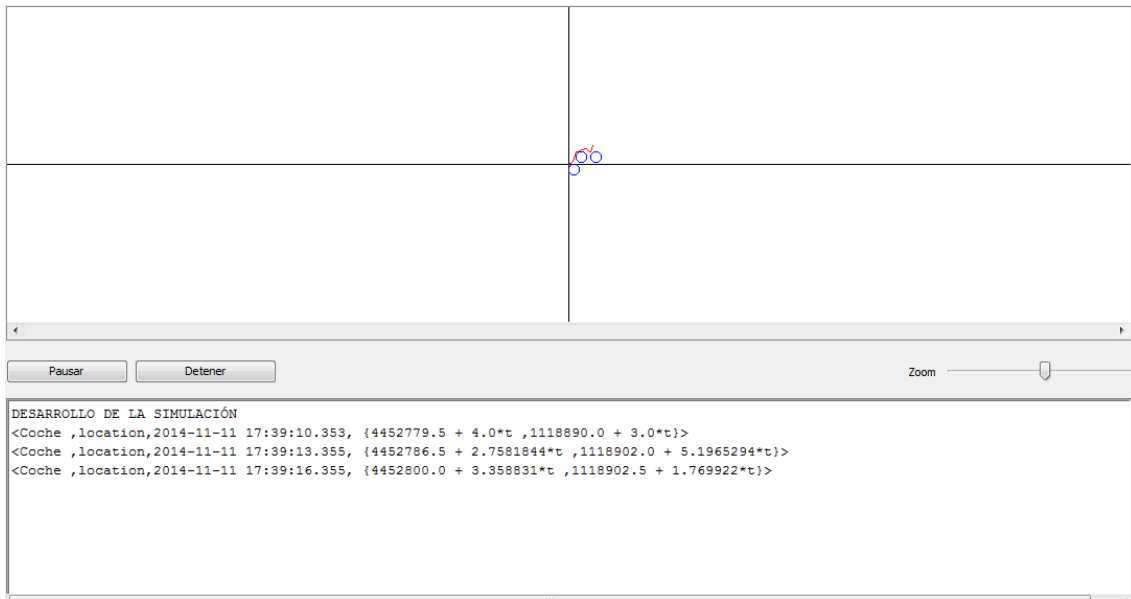 Pausar
Detener
Zoom
DESARROLLO DE LA SIMULACIÓN
<Coche ,location,2014-11-11 17:39:10.353, {4452779.5 + 4.0*t ,1118890.0 + 3.0*t}>
<Coche ,location,2014-11-11 17:39:13.355, {4452786.5 + 2.7581844*t ,1118902.0 + 5.1965294*t}>
<Coche ,location,2014-11-11 17:39:16.355, {4452800.0 + 3.358831*t ,1118902.5 + 1.769922*t}>